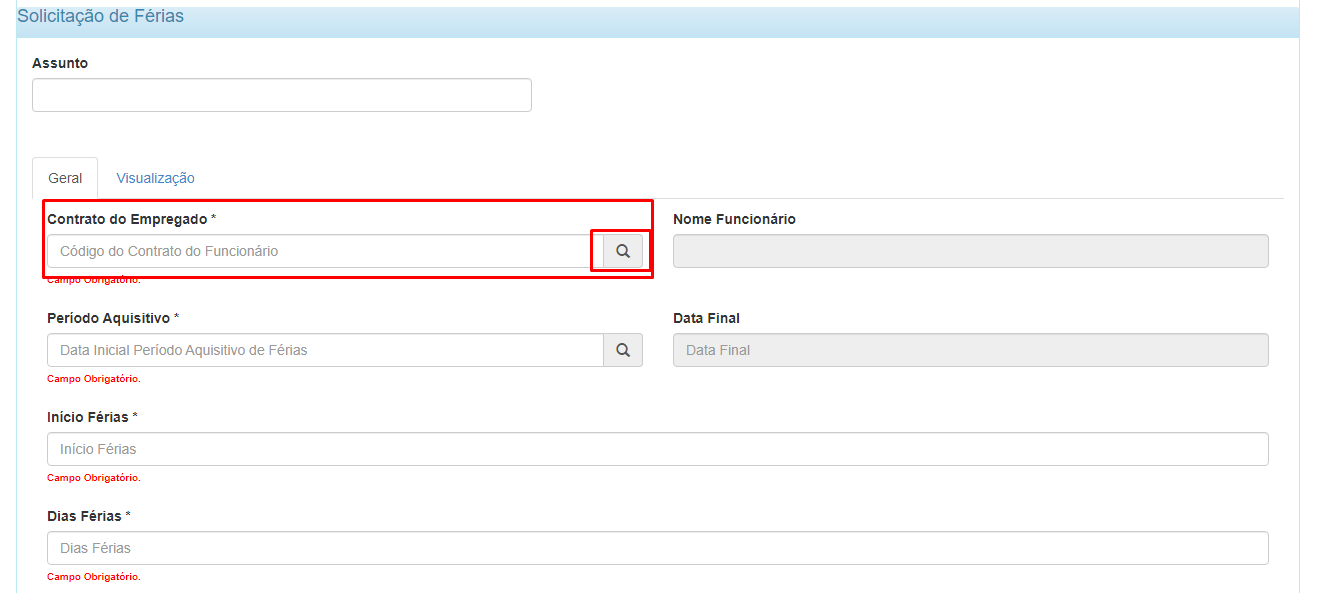 Solicitação de Férias
Assunto
Geral Visualização
Contrato do Empregado * Nome Funcionário
Código do Contrato do Funcionário
Campo Obrigatório.
Período Aquisitivo * Data Final
Data Inicial Período Aquisitivo de Férias Data Final
Campo Obrigatório.
Início Férias *
Início Férias
Campo Obrigatório.
Dias Férias *
Dias Férias
Campo Obrigatório.